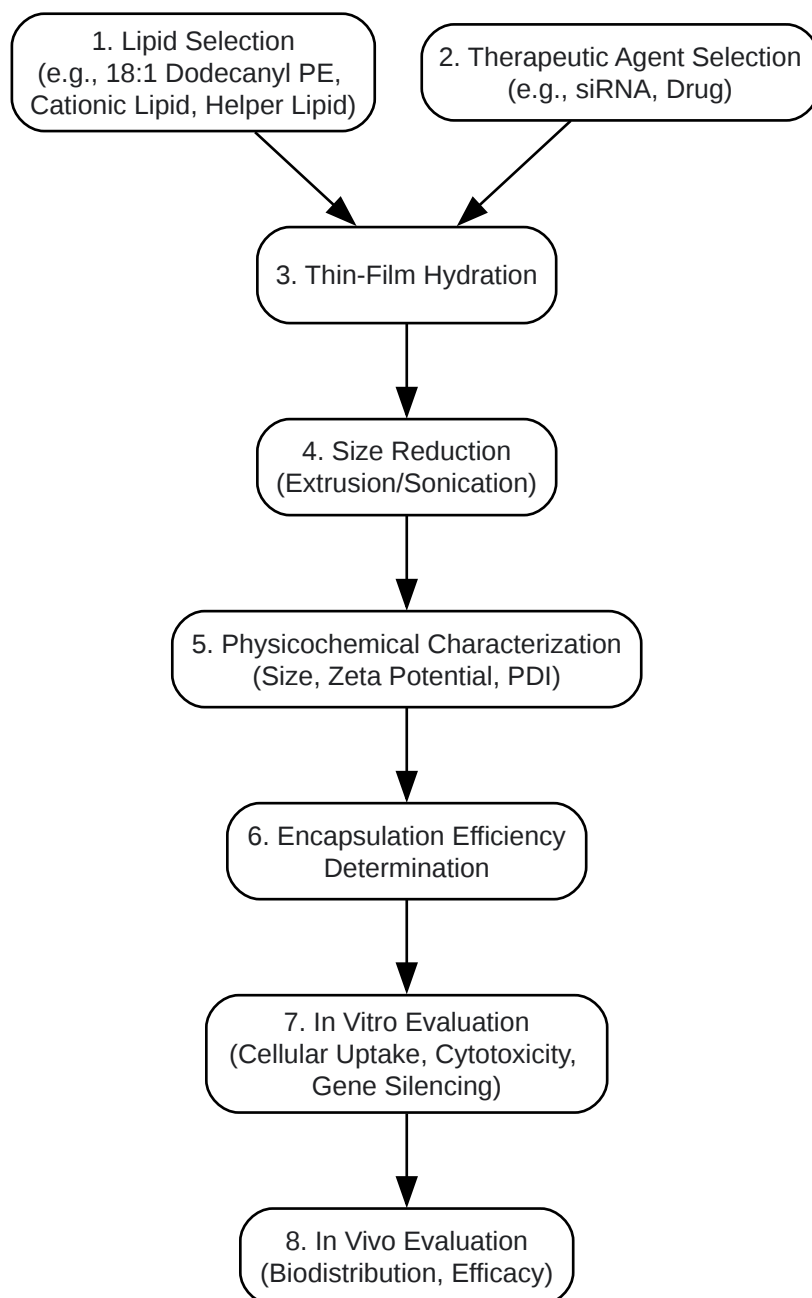 1. Lipid Selection
(e.g., 18:1 Dodecanyl PE,
Cationic Lipid, Helper Lipid)
2. Therapeutic Agent Selection
(e.g., siRNA, Drug)
3. Thin-Film Hydration
4. Size Reduction
(Extrusion/Sonication)
5. Physicochemical Characterization
(Size, Zeta Potential, PDI)
6. Encapsulation Efficiency
Determination
7. In Vitro Evaluation
(Cellular Uptake, Cytotoxicity,
Gene Silencing)
8. In Vivo Evaluation
(Biodistribution, Efficacy)